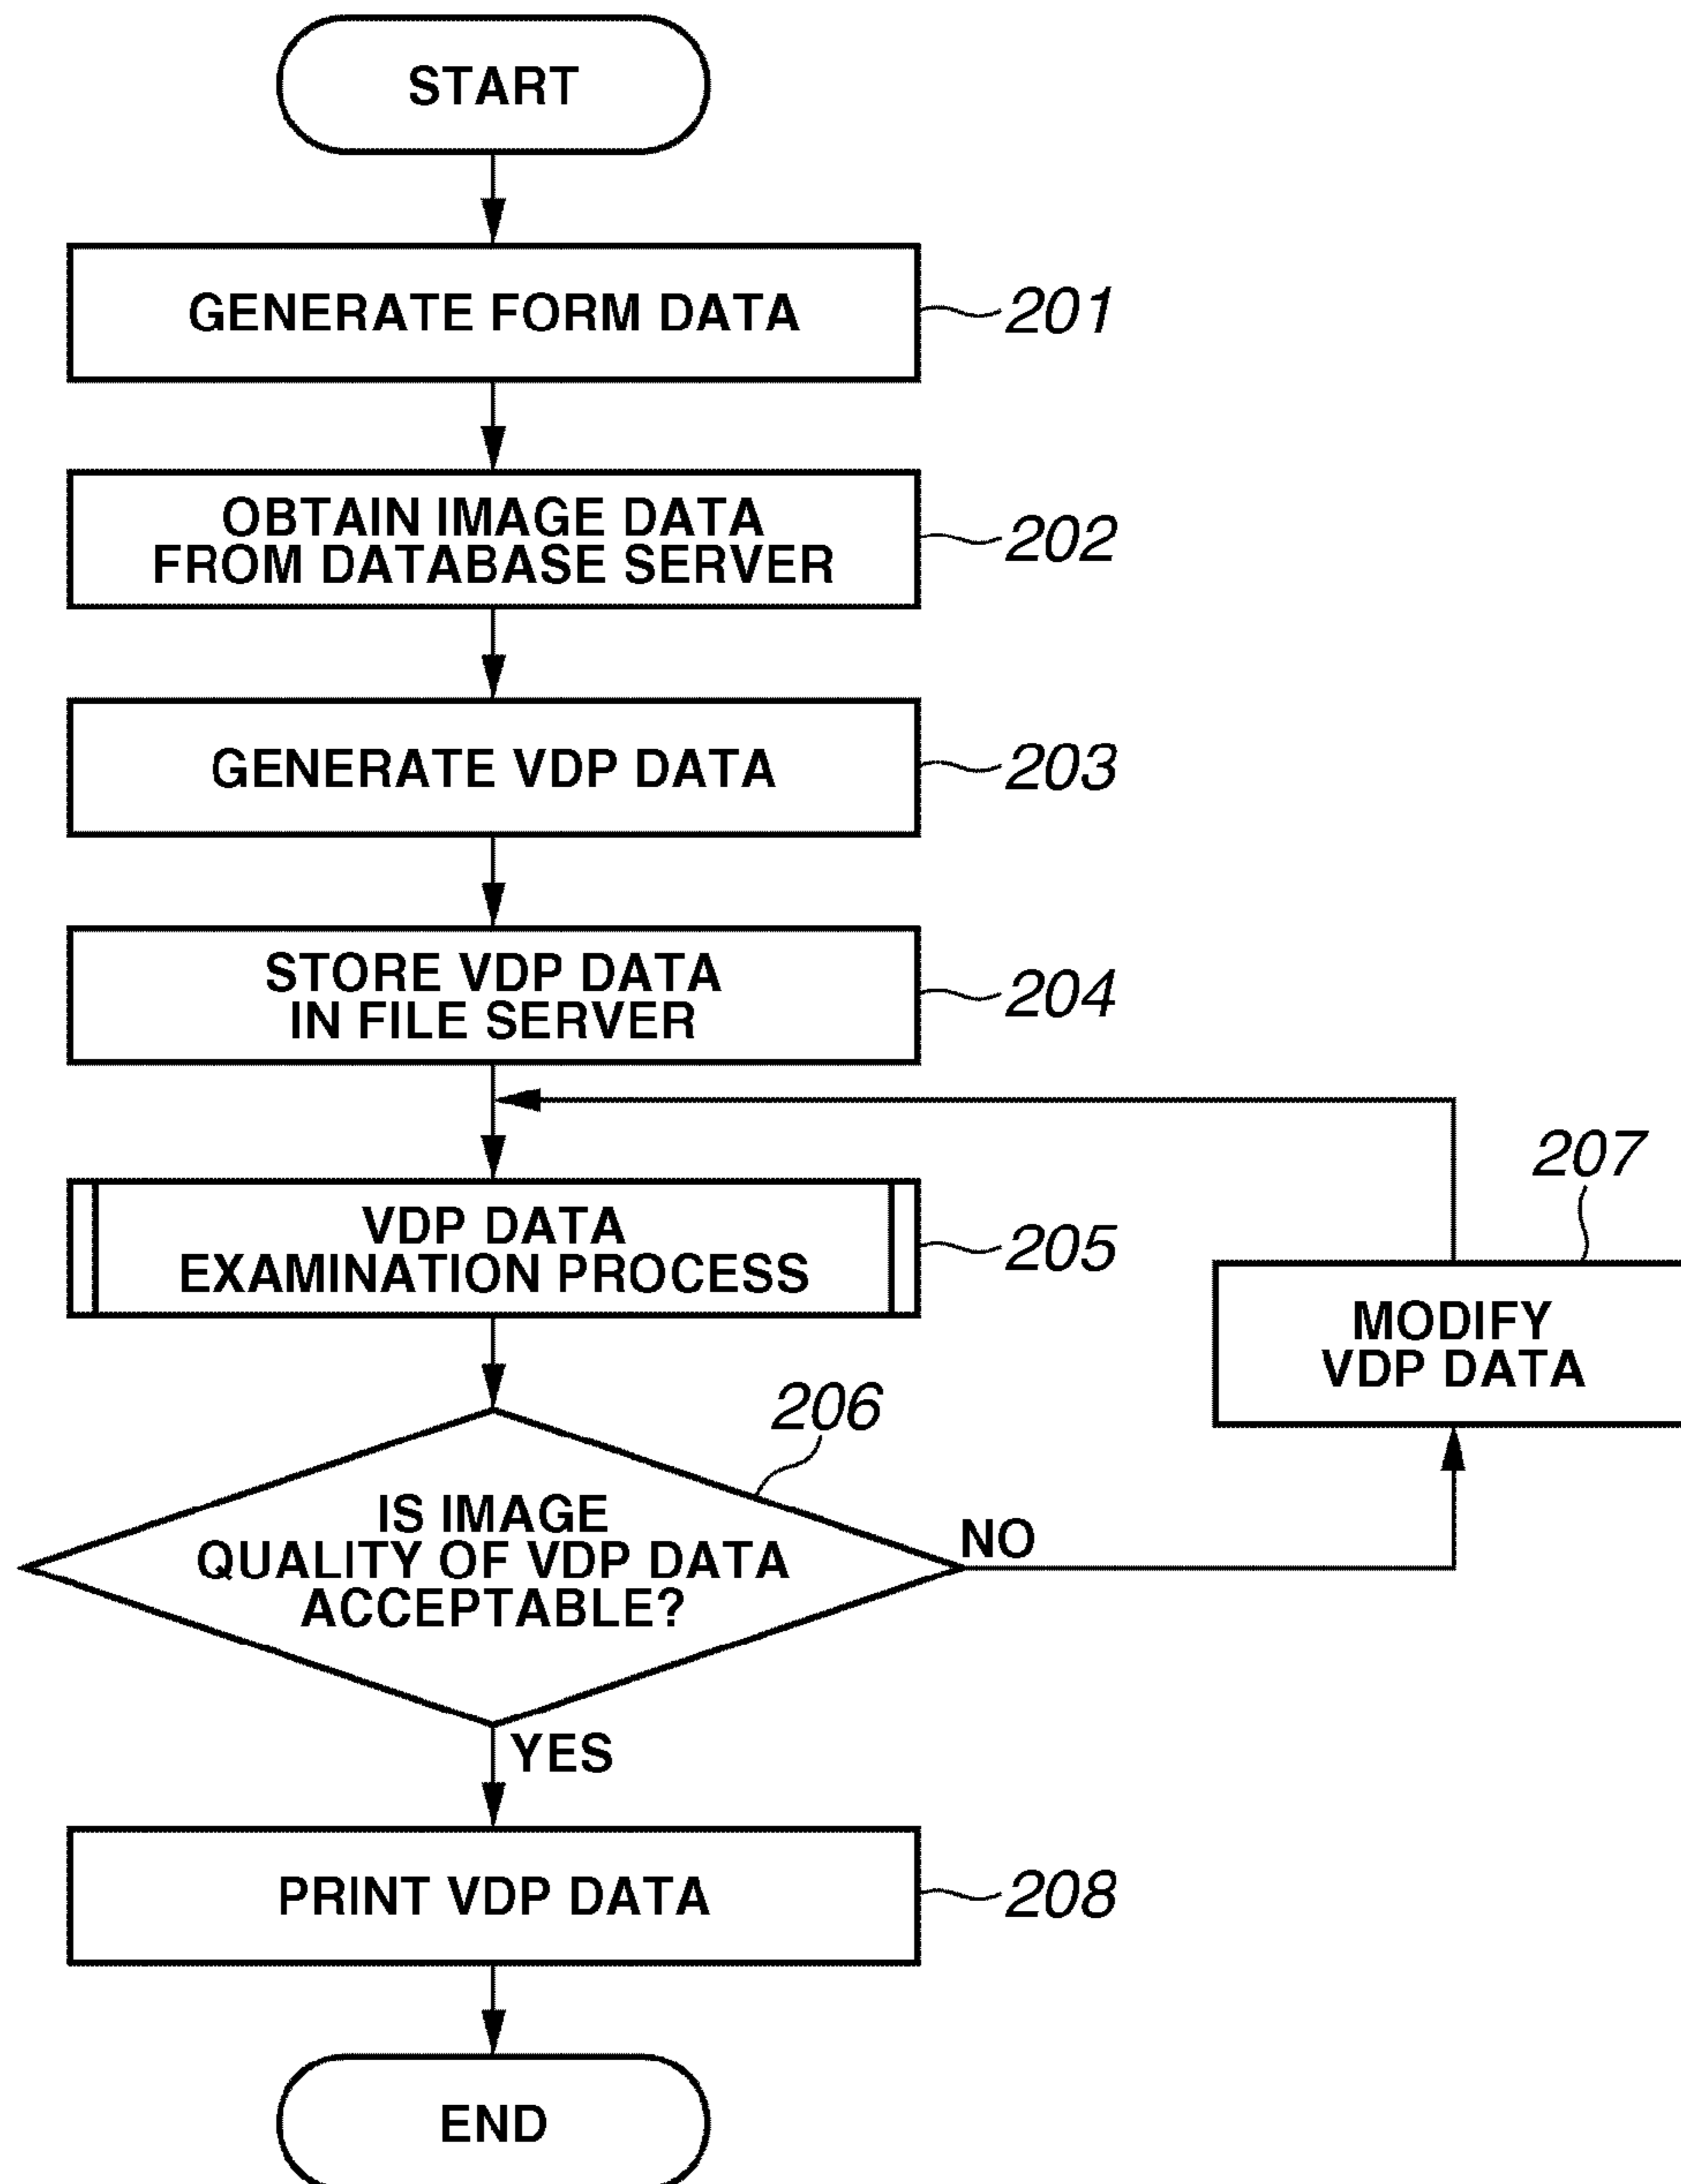 START
GENERATE FORM DATA
201
OBTAIN IMAGE DATA
FROM DATABASE SERVER
202
GENERATE VDP DATA
203
STORE VDP DATA
IN FILE SERVER
204
VDP DATA
EXAMINATION PROCESS
205
207
MODIFY
VDP DATA
206
IS IMAGE
QUALITY OF VDP DATA
ACCEPTABLE?
NO
YES
PRINT VDP DATA
208
END